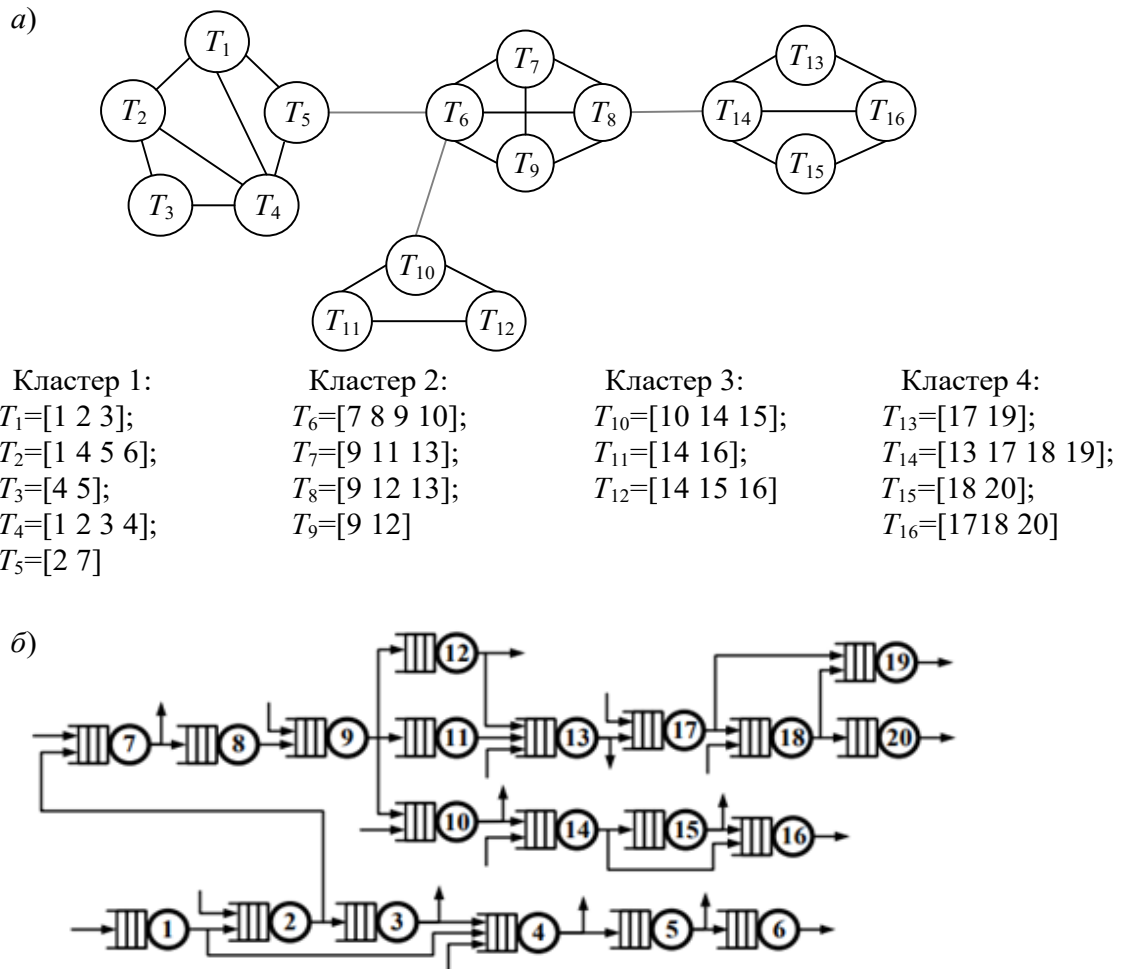 а)
T1
T2
T5
T3
T4
T6
T7
T8
T9
T10
T11
T12
T13
T14
T16
T15
Кластер 1:
T1=[1 2 3];
T2=[1 4 5 6];
T3=[4 5];
T4=[1 2 3 4];
T5=[2 7]
Кластер 2:
T6=[7 8 9 10];
T7=[9 11 13];
T8=[9 12 13];
T9=[9 12]
Кластер 3:
T10=[10 14 15];
T11=[14 16];
T12=[14 15 16]
Кластер 4:
T13=[17 19];
T14=[13 17 18 19];
T15=[18 20];
T16=[1718 20]
б)
12
19
7
8
9
11
13
17
18
20
10
14
15
16
1
2
3
4
5
6